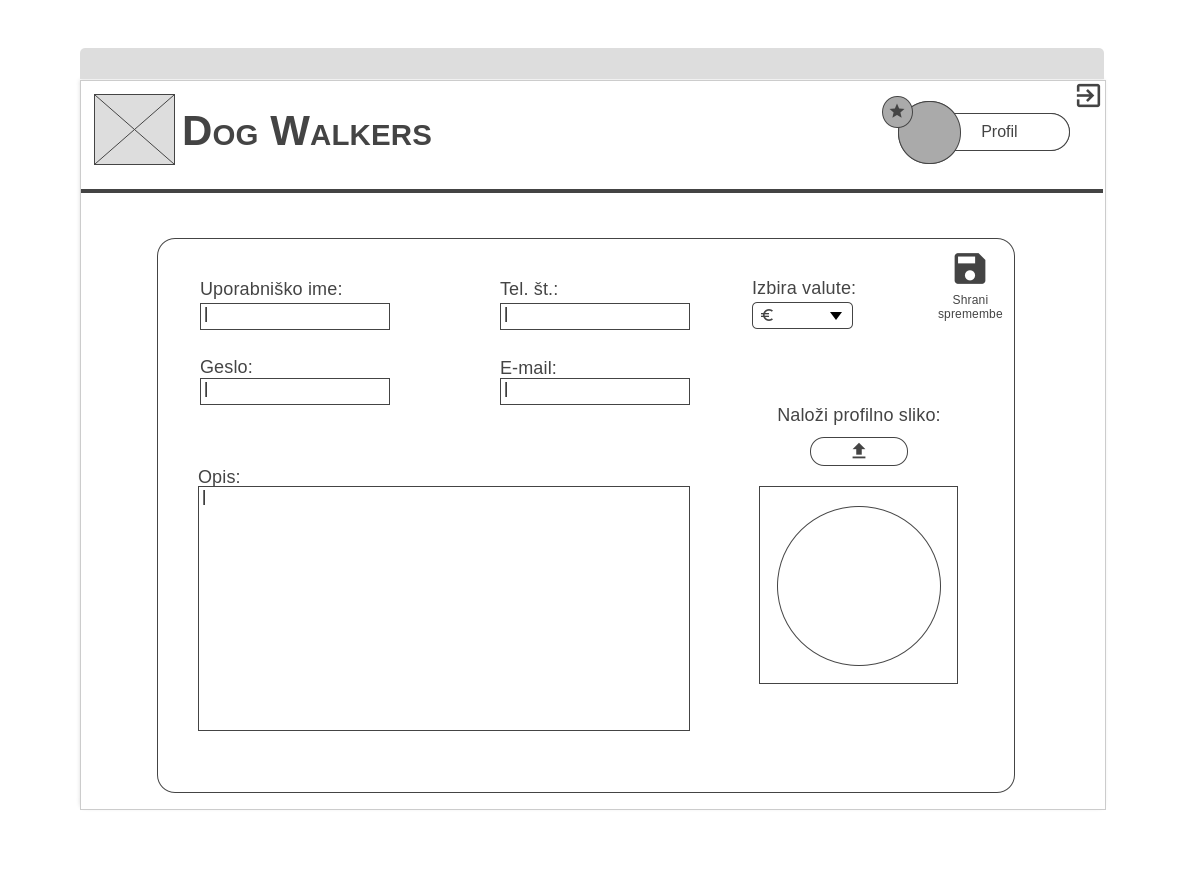 Dog Walkers
Profil
Uporabniško ime:
Tel. št.:
Izbira valute:
€
Shrani
spremembe
Geslo:
E-mail:
Naloži profilno sliko:
Opis: